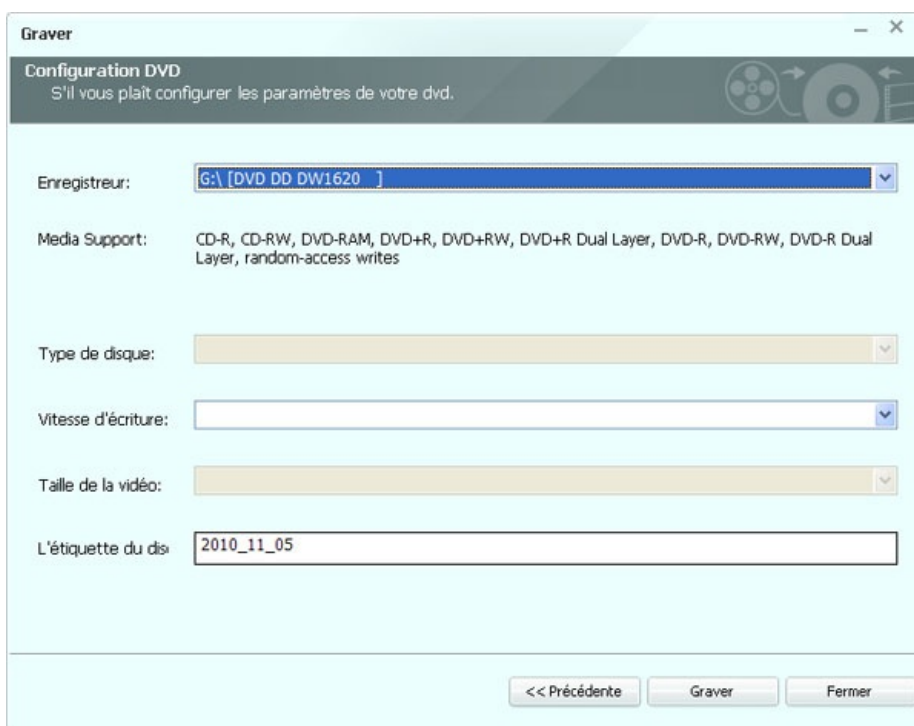 Graver
Configuration DVD
S'il vous plaît configurer les paramètres de votre dvd.
Enregistreur: G:\ [DVD DD DW1620 ]
Media Support: CD-R, CD-RW, DVD-RAM, DVD+R, DVD+RW, DVD+R Dual Layer, DVD-R, DVD-RW, DVD-R Dual
Layer, random-access writes
Type de disque:
Vitesse d'écriture:
Taille de la vidéo:
L'étiquette du dis 2010_11_05
<< Précédente Graver Fermer